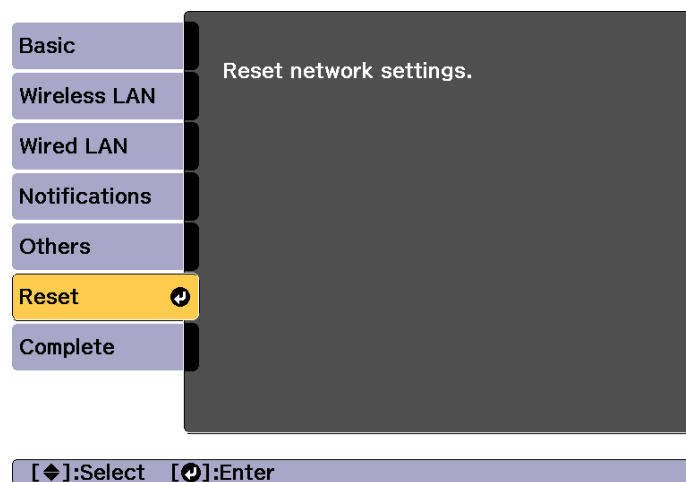 Basic
Wireless LAN
Wired LAN
Notifications
Others
Reset
Complete
Reset network settings.
[◆]:Select [⏎]:Enter